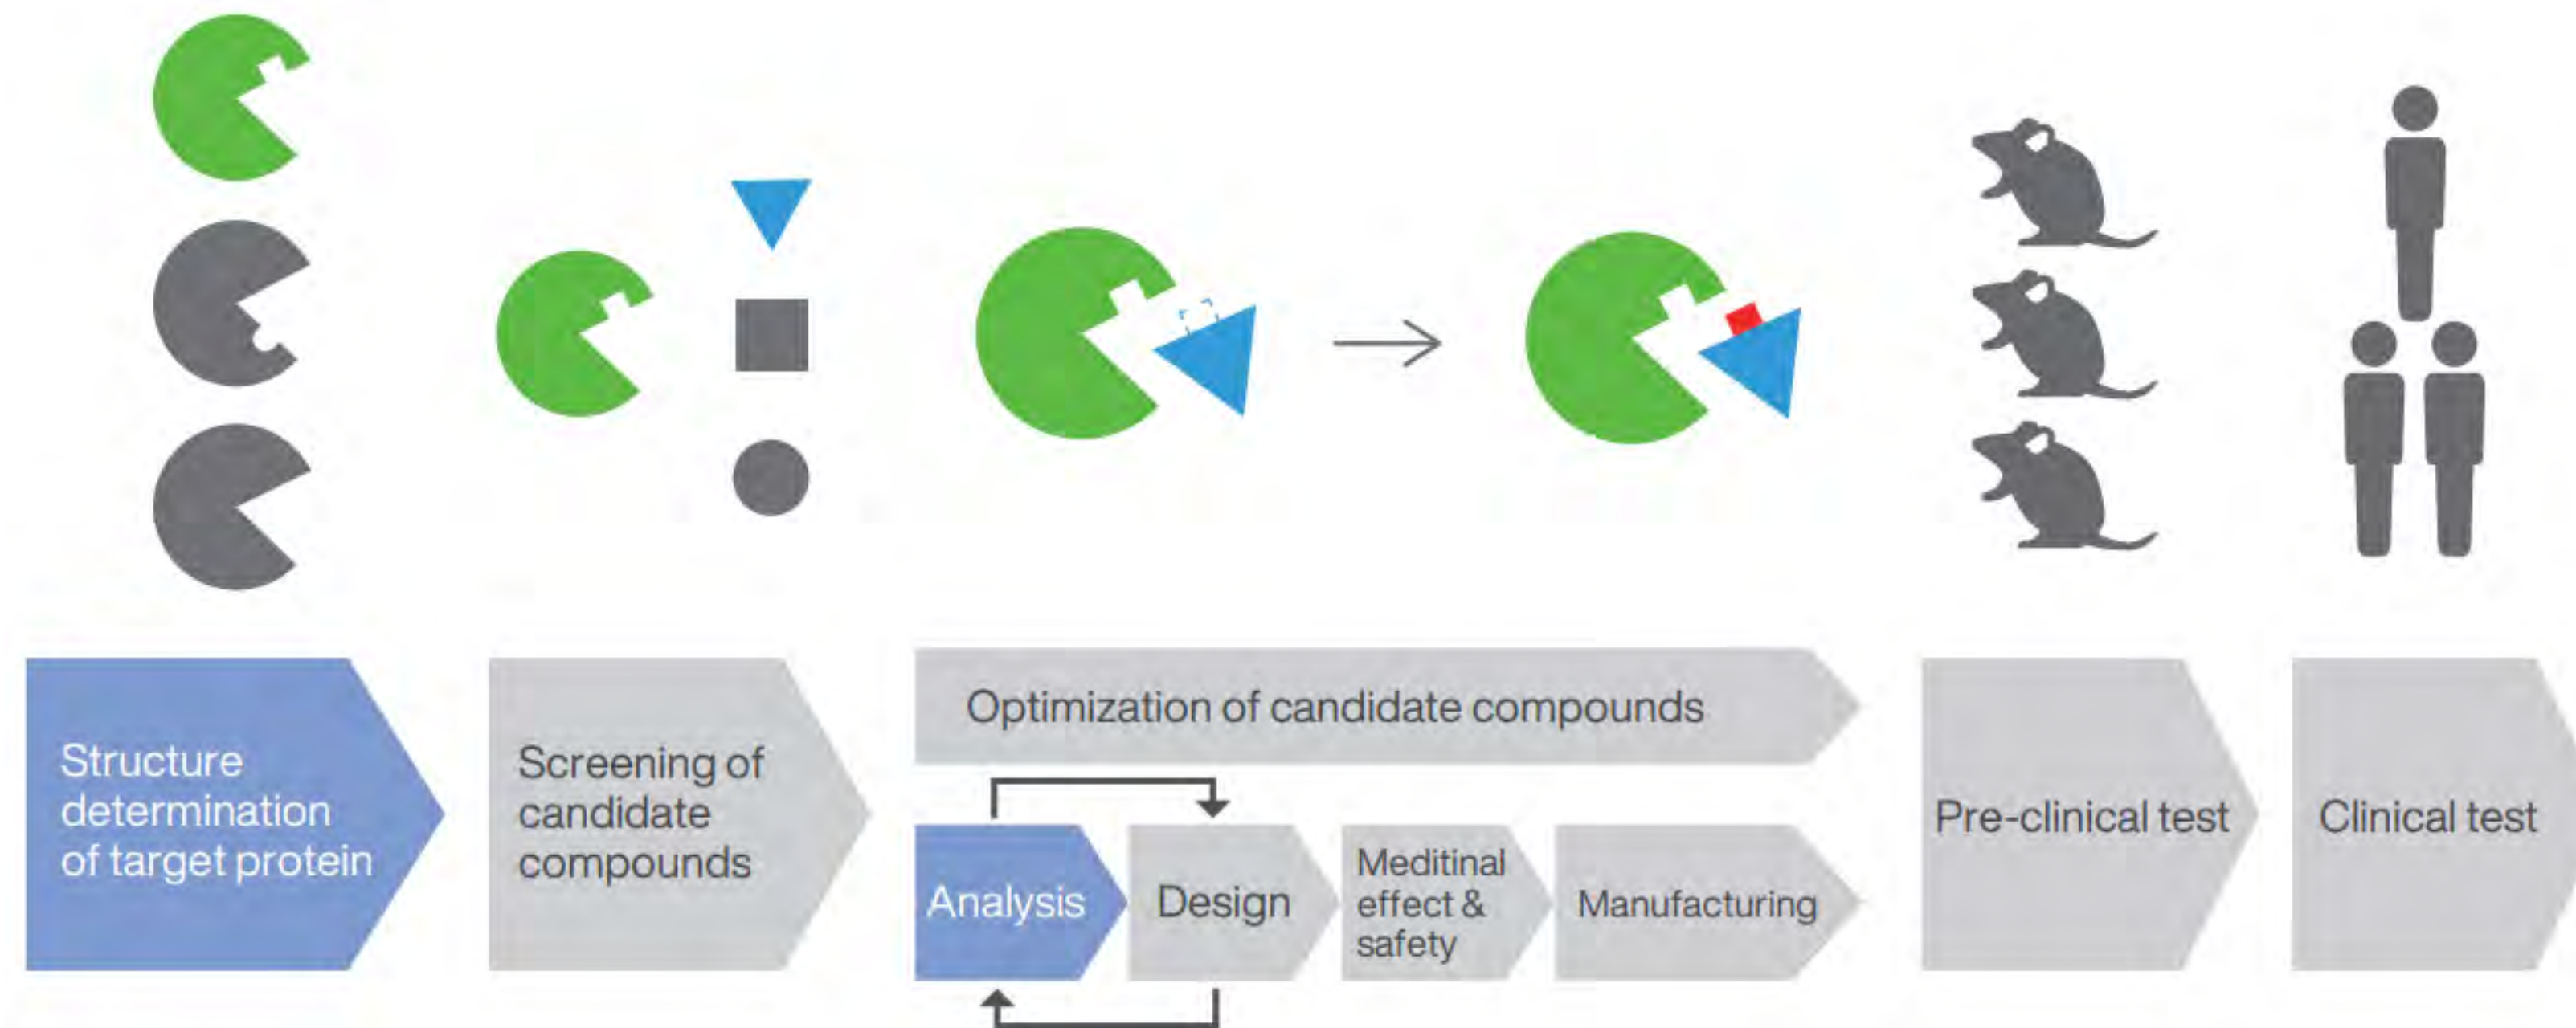 Structure
determination
of target protein
Screening of
candidate
compounds
Optimization of candidate compounds
Analysis
Design
Meditinal
effect &
safety
Manufacturing
Pre-clinical test
Clinical test